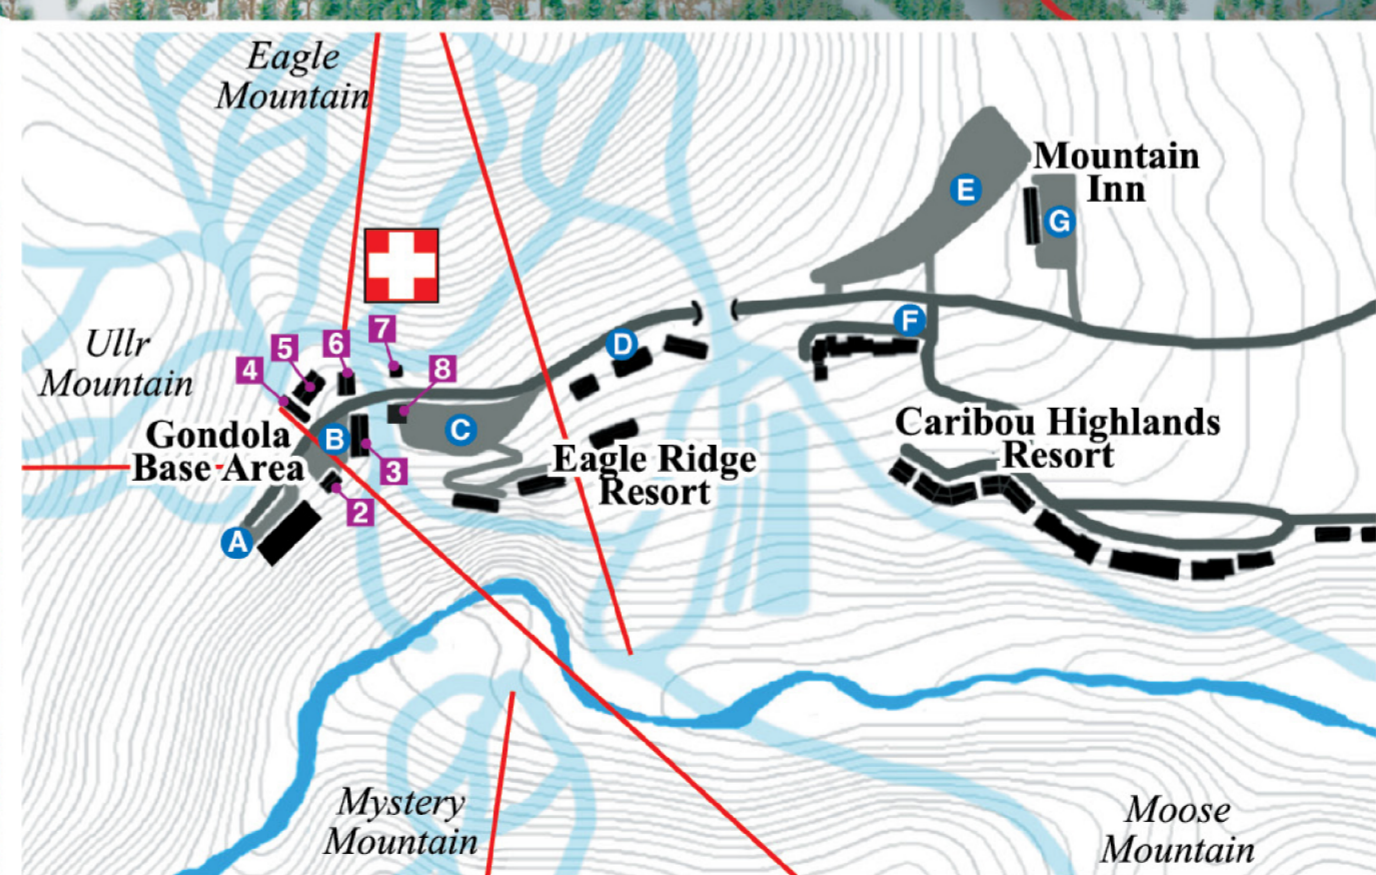 Eagle
Mountain
E
Mountain
Inn
G
7
6
5
4
8
F
D
Ullr
Mountain
Gondola
Base Area
B
C
3
2
A
Eagle Ridge
Resort
Caribou Highlands
Resort
Mystery
Mountain
Moose
Mountain